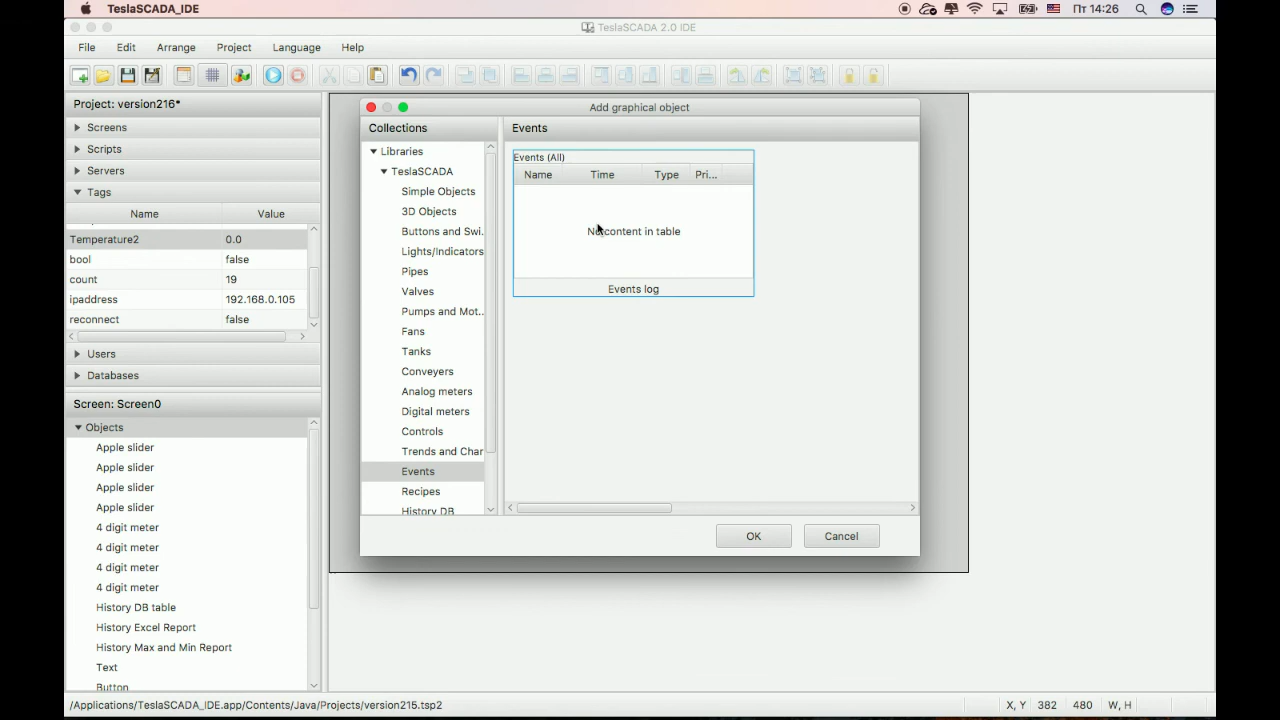 TeslaSCADA_IDE
Пт 14:26
TeslaSCADA 2.0 IDE
File Edit Arrange Project Language Help
Project: version216*
Screens
Scripts
Servers
Tags
Name Value
Temperature2 0.0
bool false
count 19
ipaddress 192.168.0.105
reconnect false
Users
Databases
Screen: Screen0
Objects
Apple slider
Apple slider
Apple slider
Apple slider
4 digit meter
4 digit meter
4 digit meter
4 digit meter
History DB table
History Excel Report
History Max and Min Report
Text
Button
Add graphical object
Collections
Libraries
TeslaSCADA
Simple Objects
3D Objects
Buttons and Swi.
Lights/Indicators
Pipes
Valves
Pumps and Mot..
Fans
Tanks
Conveyers
Analog meters
Digital meters
Controls
Trends and Char
Events
Recipes
History DB
Events
Events (All)
Name Time Type Pri...
No content in table
Events log
OK Cancel
/Applications/TeslaSCADA_IDE.app/Contents/Java/Projects/version215.tsp2
X, Y 382 480 W, H